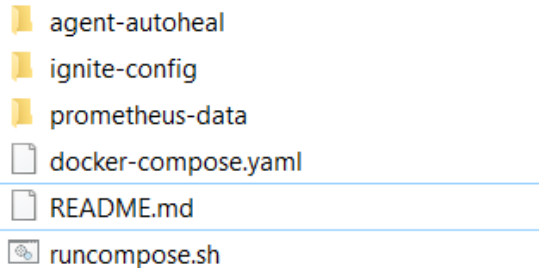 agent-autoheal
ignite-config
prometheus-data
docker-compose.yaml
README.md
runcompose.sh